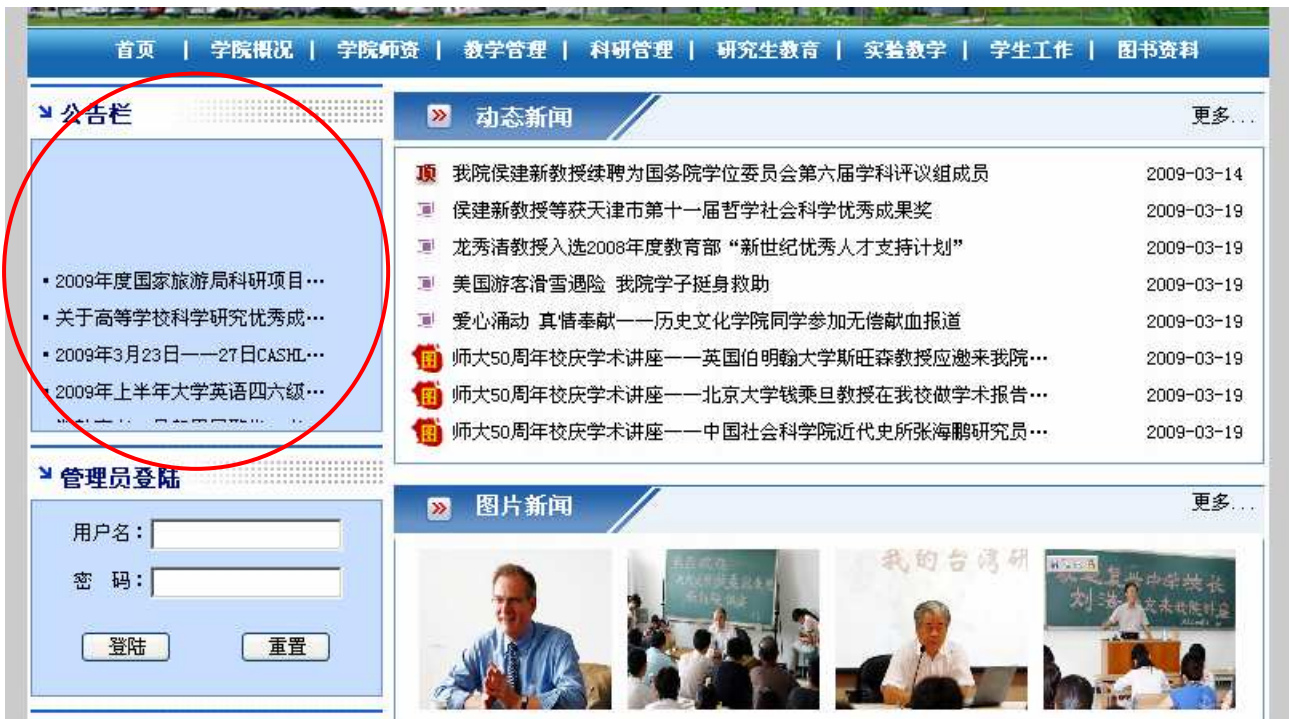 首页 | 学院概况 | 学院师资 | 教学管理 | 科研管理 | 研究生教育 | 实验教学 | 学生工作 | 图书资料
公告栏
2009年度国家旅游局科研项目…
关于高等学校科学研究优秀成…
2009年3月23日——27日CASHL…
2009年上半年大学英语四六级…
管理员登陆
用户名：
密 码：
登陆 重置
动态新闻 更多...
顶 我院侯建新教授续聘为国务院学位委员会第六届学科评议组成员 2009-03-14
侯建新教授等获天津市第十一届哲学社会科学优秀成果奖 2009-03-19
龙秀清教授入选2008年度教育部“新世纪优秀人才支持计划” 2009-03-19
美国游客滑雪遇险 我院学子挺身救助 2009-03-19
爱心涌动 真情奉献——历史文化学院同学参加无偿献血报道 2009-03-19
师大50周年校庆学术讲座——英国伯明翰大学斯旺森教授应邀来我院… 2009-03-19
师大50周年校庆学术讲座——北京大学钱乘旦教授在我校做学术报告… 2009-03-19
师大50周年校庆学术讲座——中国社会科学院近代史所张海鹏研究员… 2009-03-19
图片新闻 更多...
我的台湾研
复兴中学校长